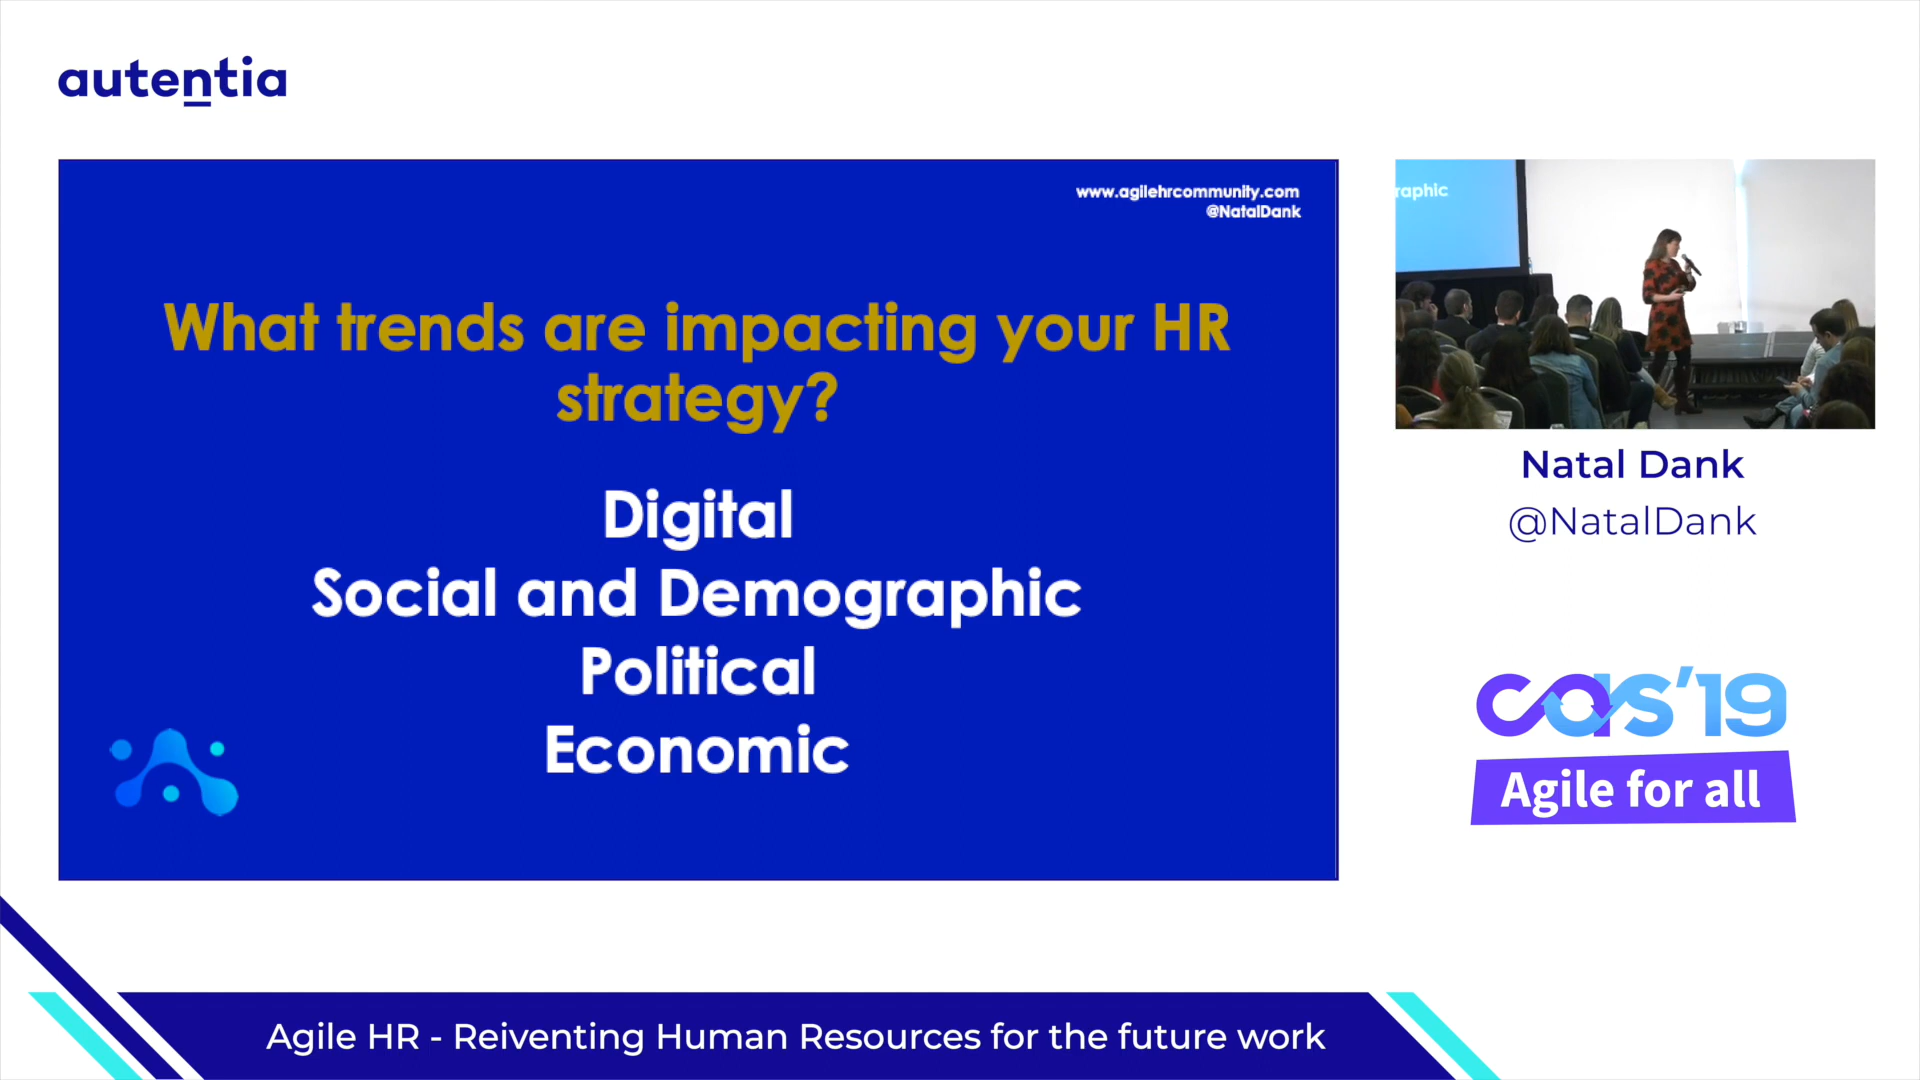 autentia
www.agilehrcommunity.com
@NatalDank
What trends are impacting your HR
strategy?
Digital
Social and Demographic
Political
Economic
raphic
Natal Dank
@NatalDank
cas'19
Agile for all
Agile HR - Reiventing Human Resources for the future work